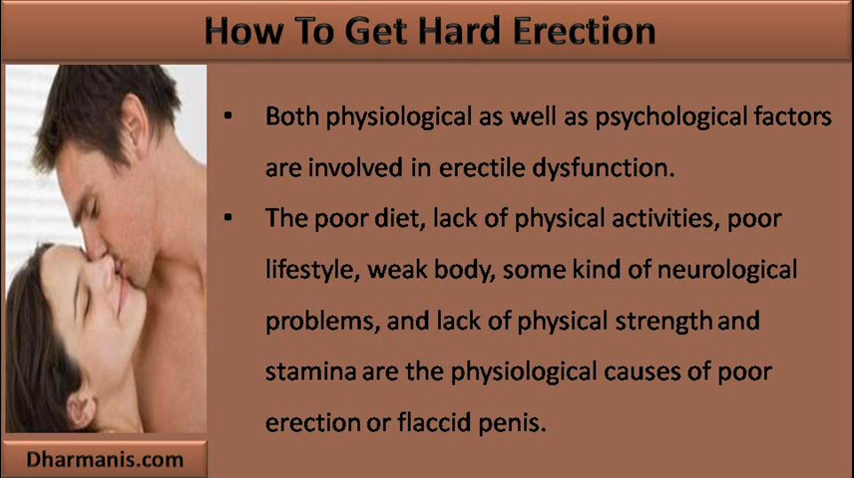 How To Get Hard Erection
▪ Both physiological as well as psychological factors
are involved in erectile dysfunction.
▪ The poor diet, lack of physical activities, poor
lifestyle, weak body, some kind of neurological
problems, and lack of physical strength and
stamina are the physiological causes of poor
erection or flaccid penis.
Dharmanis.com